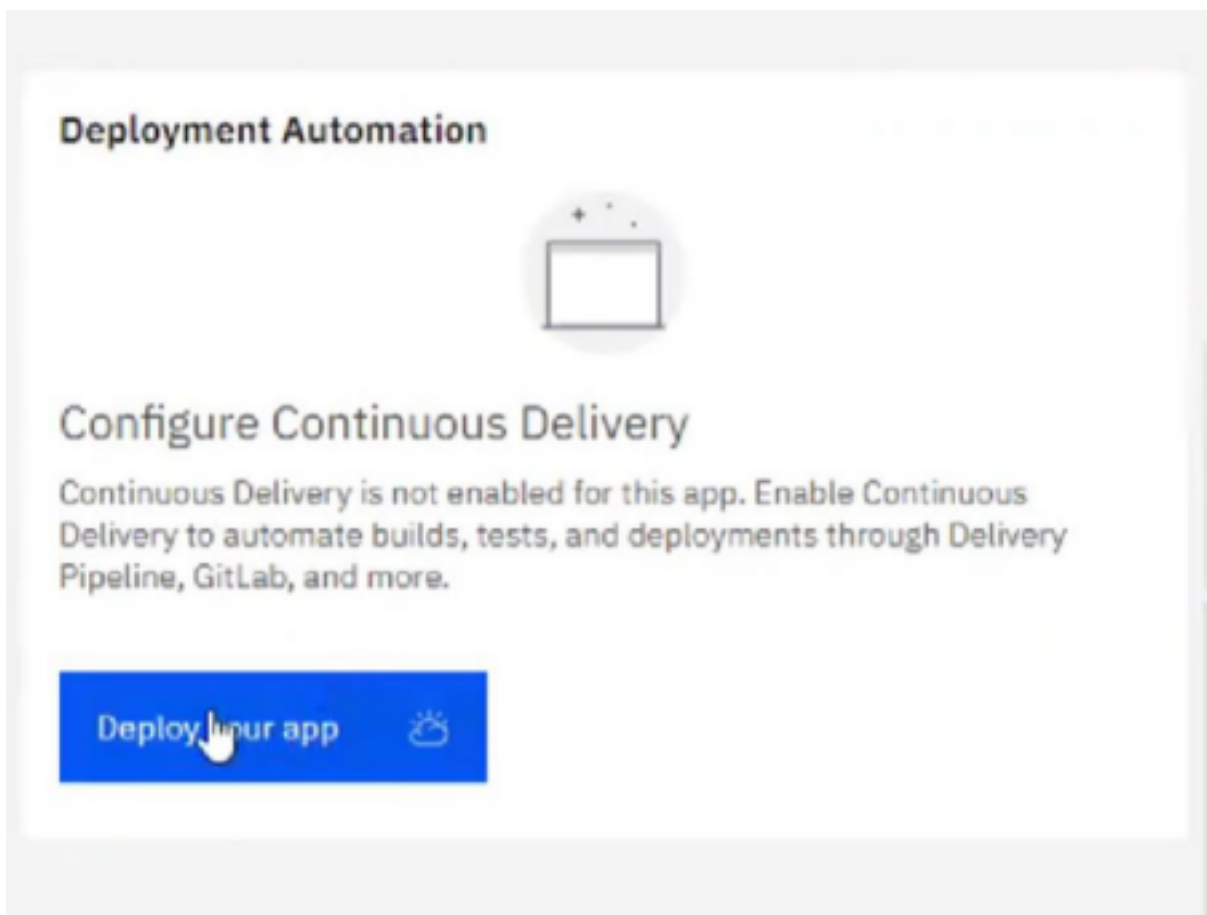 Deployment Automation
Configure Continuous Delivery
Continuous Delivery is not enabled for this app. Enable Continuous
Delivery to automate builds, tests, and deployments through Delivery
Pipeline, GitLab, and more.
Deploy your app